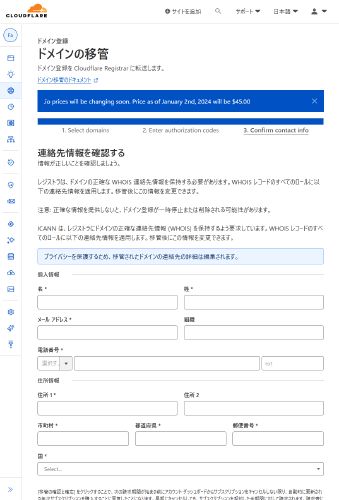 CLOUDFLARE
サイトを追加
サポート
日本語
Fa
ドメイン登録
ドメインの移管
ドメイン登録を Cloudflare Registrar に転送します。
ドメイン移管のドキュメント
.io prices will be changing soon. Price as of January 2nd, 2024 will be $45.00
1. Select domains
2. Enter authorization codes
3. Confirm contact info
連絡先情報を確認する
情報が正しいことを確認しましょう。
レジストラは、ドメインの正確な WHOIS 連絡先情報を保持する必要があります。WHOIS レコードのすべてのロールに以
下の連絡先情報を適用します。移管後にこの情報を変更できます。
注意: 正確な情報を提供しないと、ドメイン登録が一時停止または削除される可能性があります。
ICANN は、レジストラにドメインの正確な連絡先情報 (WHOIS) を保持するよう要求しています。WHOIS レコードのすべ
てのロールに以下の連絡先情報を適用します。移管後にこの情報を変更できます。
プライバシーを保護するため、移管されたドメインの連絡先の詳細は編集されます。
個人情報
名 *
姓 *
メール アドレス *
組織
電話番号 *
選択す
ext
住所情報
住所 1 *
住所 2
市町村 *
都道府県 *
郵便番号 *
国 *
Select...